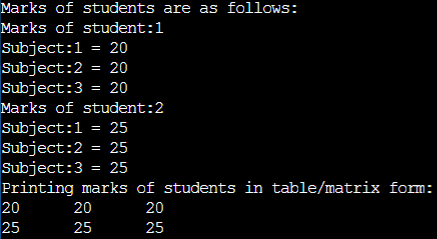 Marks of students are as follows:
Marks of student:1
Subject:1 = 20
Subject:2 = 20
Subject:3 = 20
Marks of student:2
Subject:1 = 25
Subject:2 = 25
Subject:3 = 25
Printing marks of students in table/matrix form:
20      20      20
25      25      25